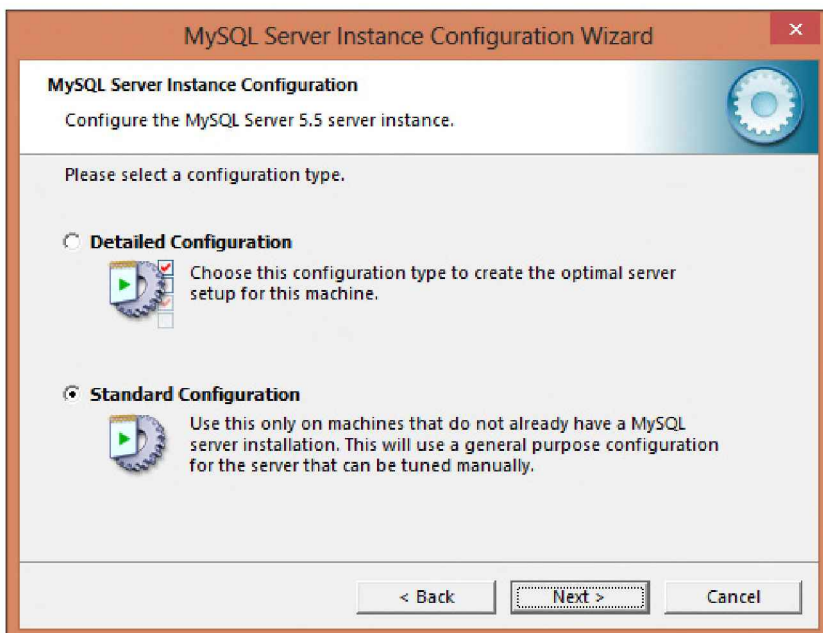 MySQL Server Instance Configuration Wizard
MySQL Server Instance Configuration
Configure the MySQL Server 5.5 server instance.
Please select a configuration type.
Detailed Configuration
Choose this configuration type to create the optimal server
setup for this machine.
Standard Configuration
Use this only on machines that do not already have a MySQL
server installation. This will use a general purpose configuration
for the server that can be tuned manually.
< Back Next > Cancel